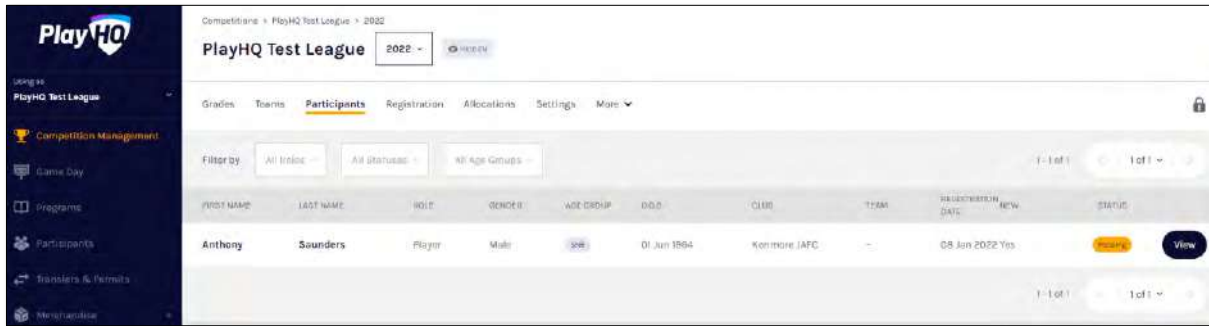 PlayHQ
Using as
PlayHQ Test League
Competition Management
Game Day
Programs
Participants
Transfers & Permits
Merchandise
Competitions > PlayHQ Test League > 2022
PlayHQ Test League 2022 HIDDEN
Grades Teams Participants Registration Allocations Settings More
Filter by All Roles All Statuses All Age Groups 1-1 of 1 1 of 1
FIRST NAME LAST NAME ROLE GENDER AGE GROUP D.O.B CLUB TEAM REGISTRATION DATE NEW STATUS
Anthony Saunders Player Male 01 Jun 1984 Kenmore JAFC - 08 Jan 2022 Yes Pending View
1-1 of 1 1 of 1